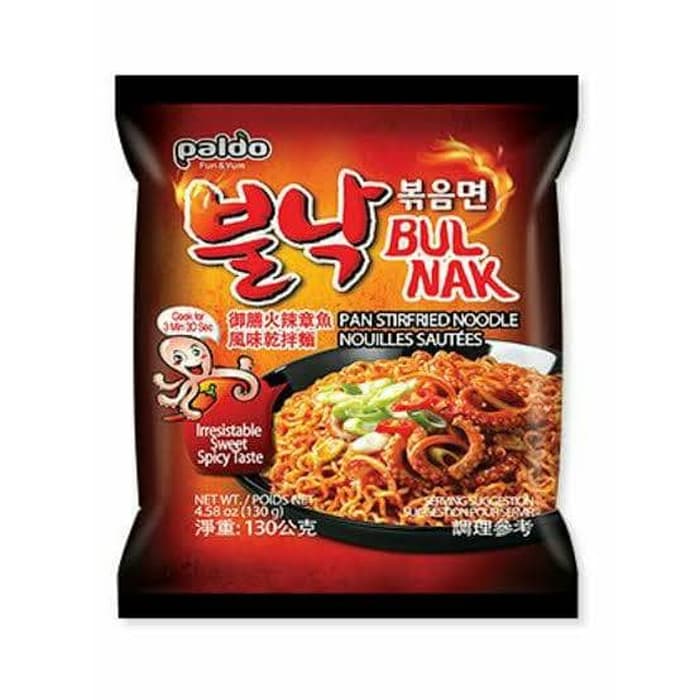 paldo
Fun & Yum
불낙 볶음면
BUL
NAK
Cook for
3 Min 30 Sec
御膳火辣章魚
風味乾拌麵
PAN STIRFRIED NOODLE
NOUILLES SAUTÉES
Irresistable
Sweet
Spicy Taste
NET WT. / POIDS NET
4.58 oz (130 g)
淨重: 130公克
SERVING SUGGESTION
SUGGESTION POUR SERVIR
調理參考